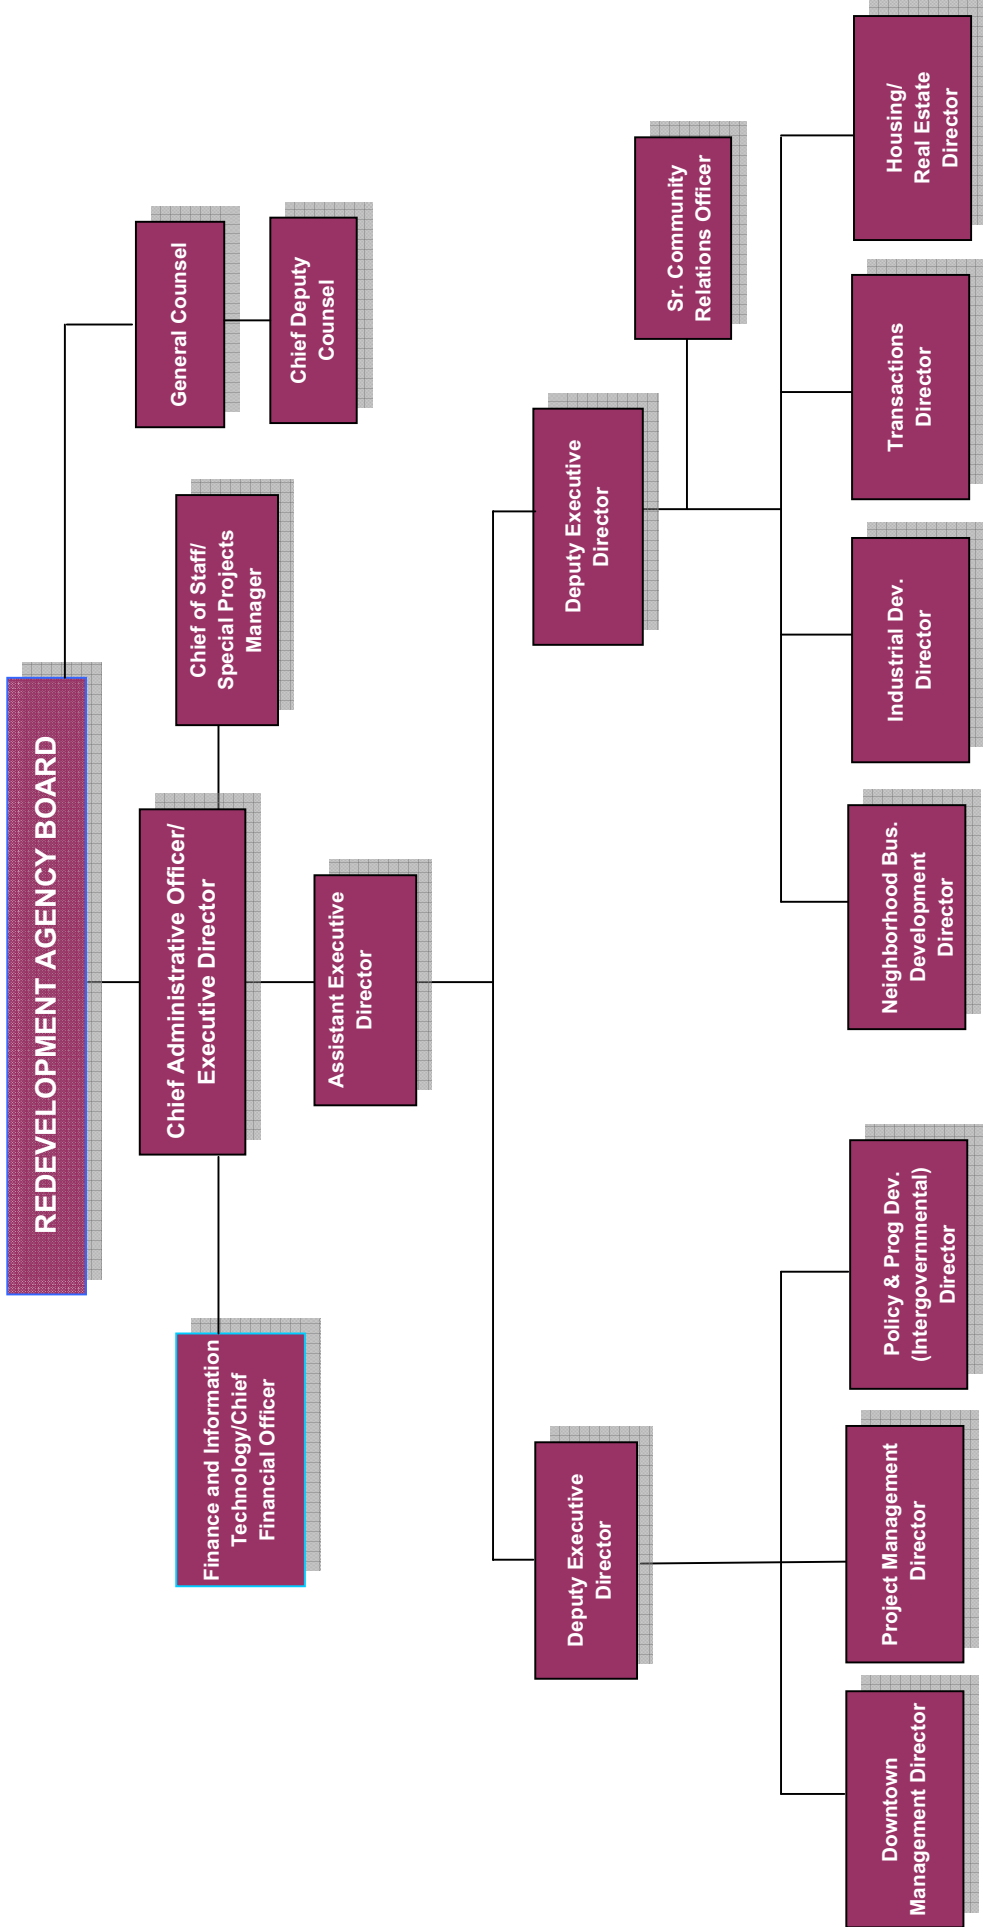 REDEVELOPMENT AGENCY BOARD
General Counsel
Chief Deputy
Counsel
Finance and Information
Technology/Chief
Financial Officer
Chief Administrative Officer/
Executive Director
Chief of Staff/
Special Projects
Manager
Assistant Executive
Director
Deputy Executive
Director
Deputy Executive
Director
Sr. Community
Relations Officer
Downtown
Management Director
Project Management
Director
Policy & Prog Dev.
(Intergovernmental)
Director
Neighborhood Bus.
Development
Director
Industrial Dev.
Director
Transactions
Director
Housing/
Real Estate
Director